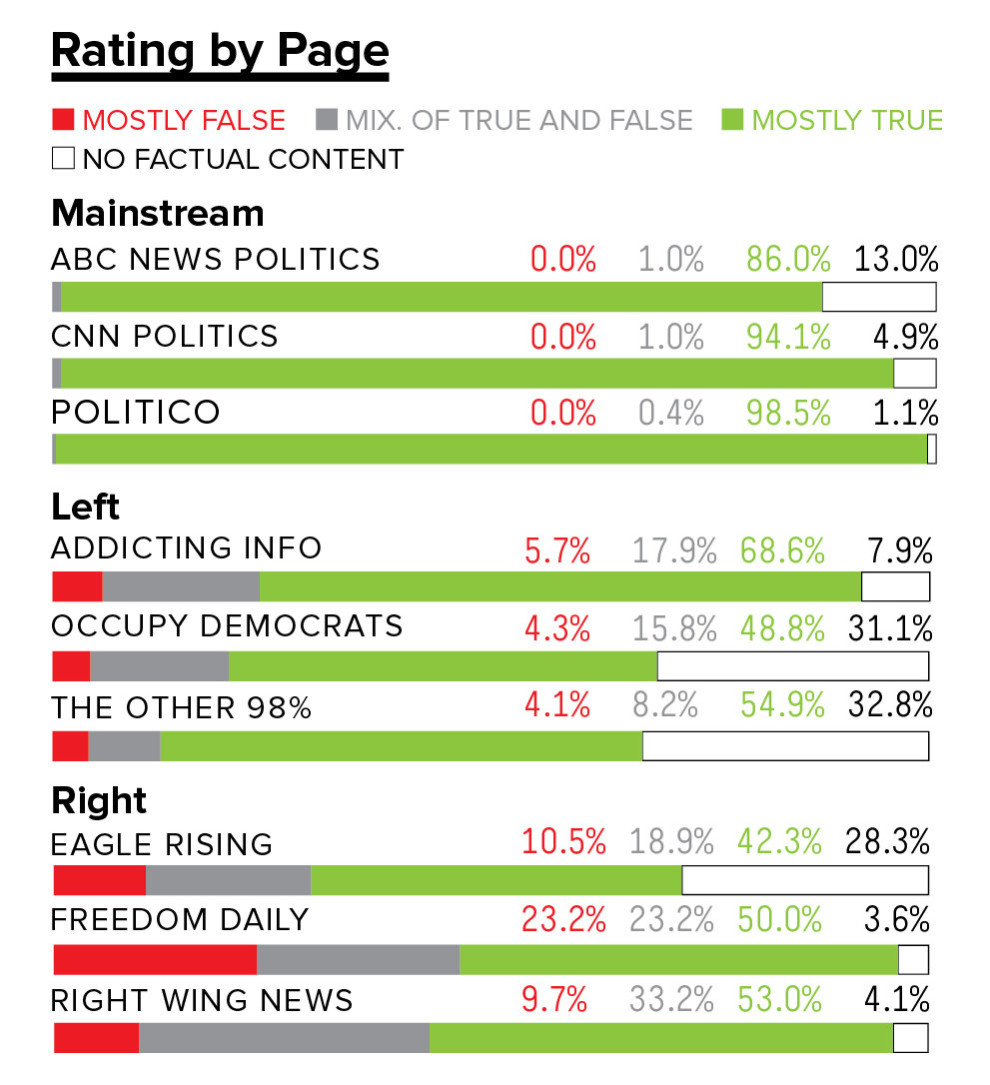 Rating by Page
MOSTLY FALSE MIX. OF TRUE AND FALSE MOSTLY TRUE
NO FACTUAL CONTENT
Mainstream
ABC NEWS POLITICS 0.0% 1.0% 86.0% 13.0%
CNN POLITICS 0.0% 1.0% 94.1% 4.9%
POLITICO 0.0% 0.4% 98.5% 1.1%
Left
ADDICTING INFO 5.7% 17.9% 68.6% 7.9%
OCCUPY DEMOCRATS 4.3% 15.8% 48.8% 31.1%
THE OTHER 98% 4.1% 8.2% 54.9% 32.8%
Right
EAGLE RISING 10.5% 18.9% 42.3% 28.3%
FREEDOM DAILY 23.2% 23.2% 50.0% 3.6%
RIGHT WING NEWS 9.7% 33.2% 53.0% 4.1%